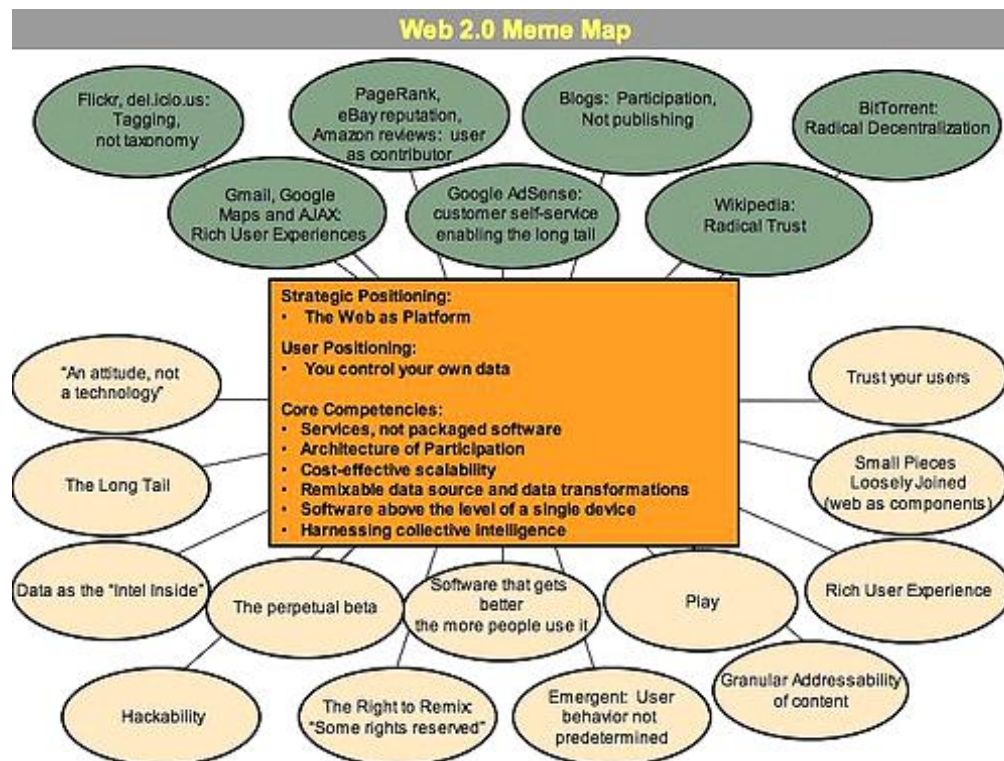 Web 2.0 Meme Map
Flickr, del.icio.us:
Tagging,
not taxonomy
PageRank,
eBay reputation,
Amazon reviews: user
as contributor
Blogs: Participation,
Not publishing
BitTorrent:
Radical Decentralization
Gmail, Google
Maps and AJAX:
Rich User Experiences
Google AdSense:
customer self-service
enabling the long tail
Wikipedia:
Radical Trust
Strategic Positioning:
• The Web as Platform
User Positioning:
• You control your own data
Core Competencies:
• Services, not packaged software
• Architecture of Participation
• Cost-effective scalability
• Remixable data source and data transformations
• Software above the level of a single device
• Harnessing collective intelligence
“An attitude, not
a technology”
Trust your users
The Long Tail
Small Pieces
Loosely Joined
(web as components)
Data as the “Intel Inside”
The perpetual beta
Software that gets
better
the more people use it
Play
Rich User Experience
Hackability
The Right to Remix:
“Some rights reserved”
Emergent: User
behavior not
predetermined
Granular Addressability
of content